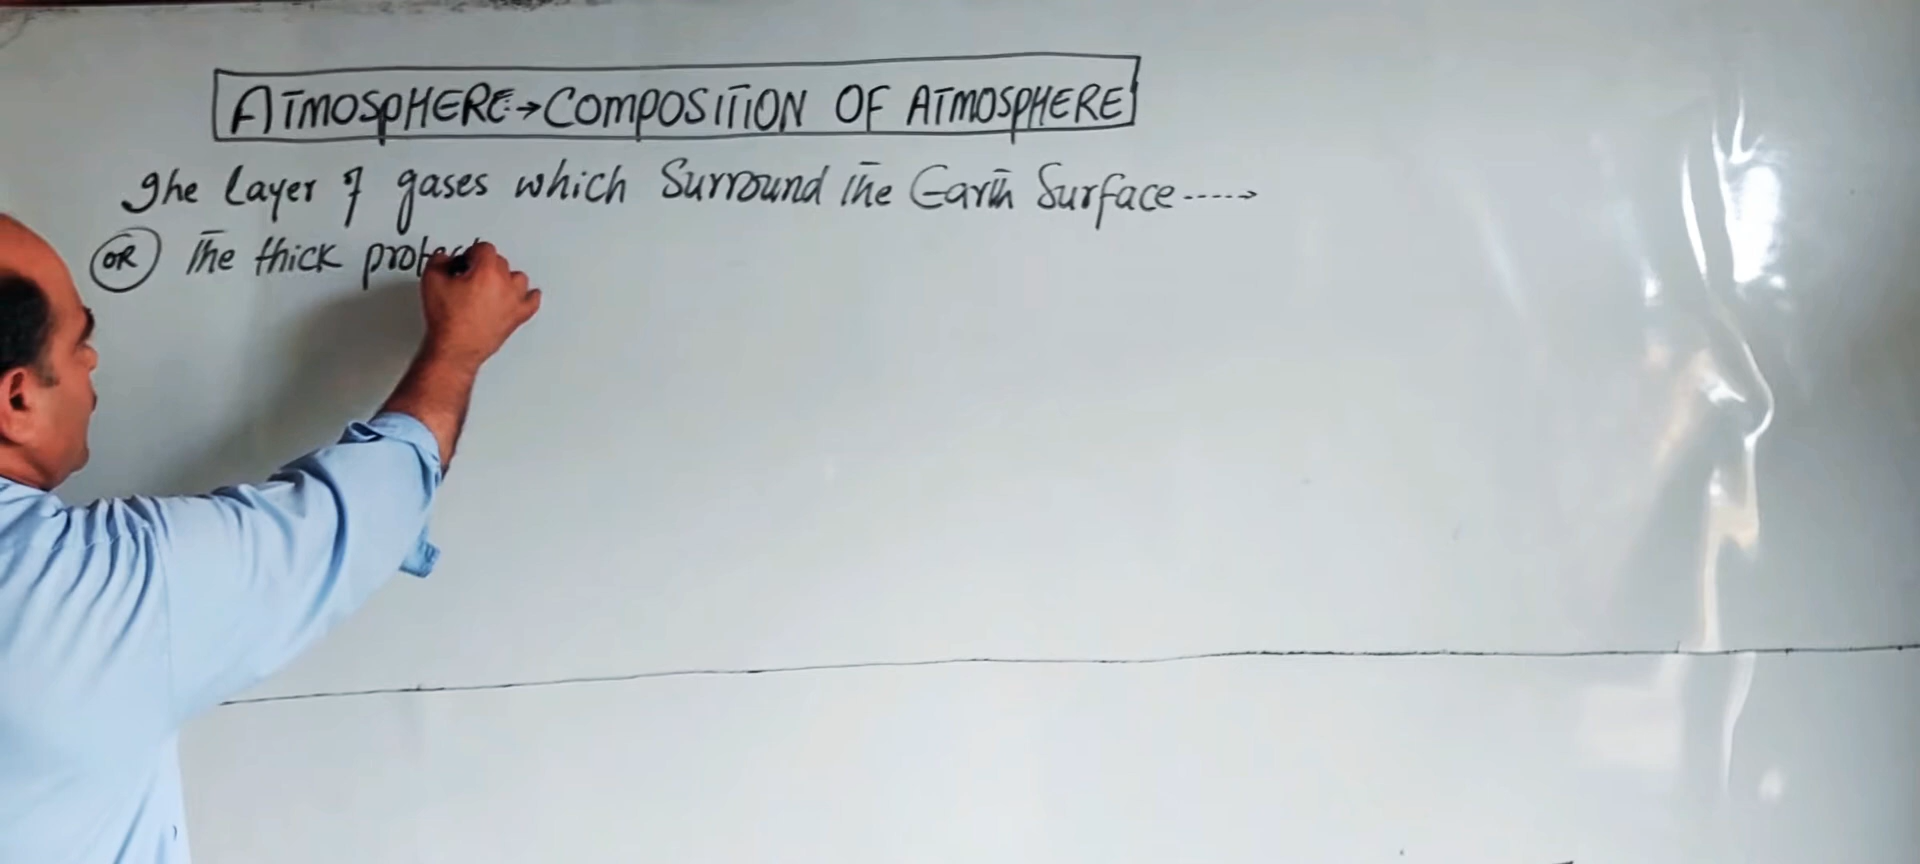 ATMOSPHERE→COMPOSITION OF ATMOSPHERE
The layer of gases which Surround the Earth Surface----->
OR The thick